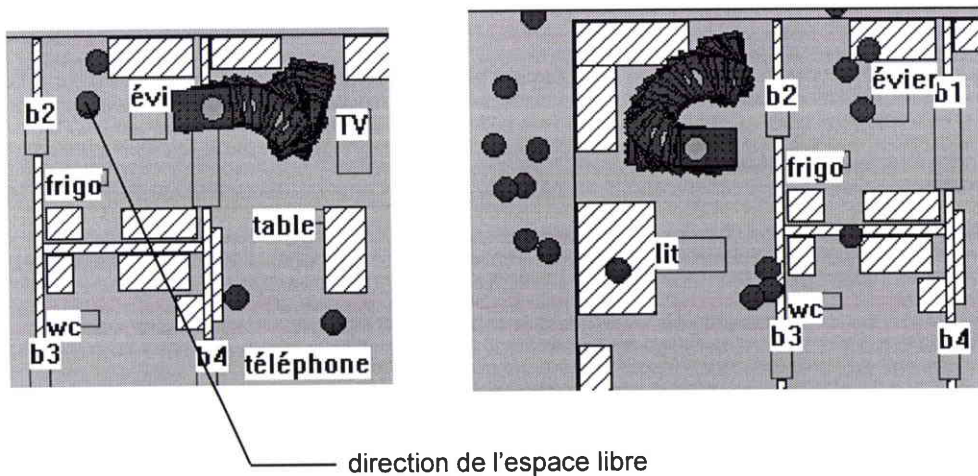 b2
évi
TV
frigo
table
wc
b3
b4
téléphone
b2
évier
b1
frigo
lit
wc
b3
b4
direction de l'espace libre